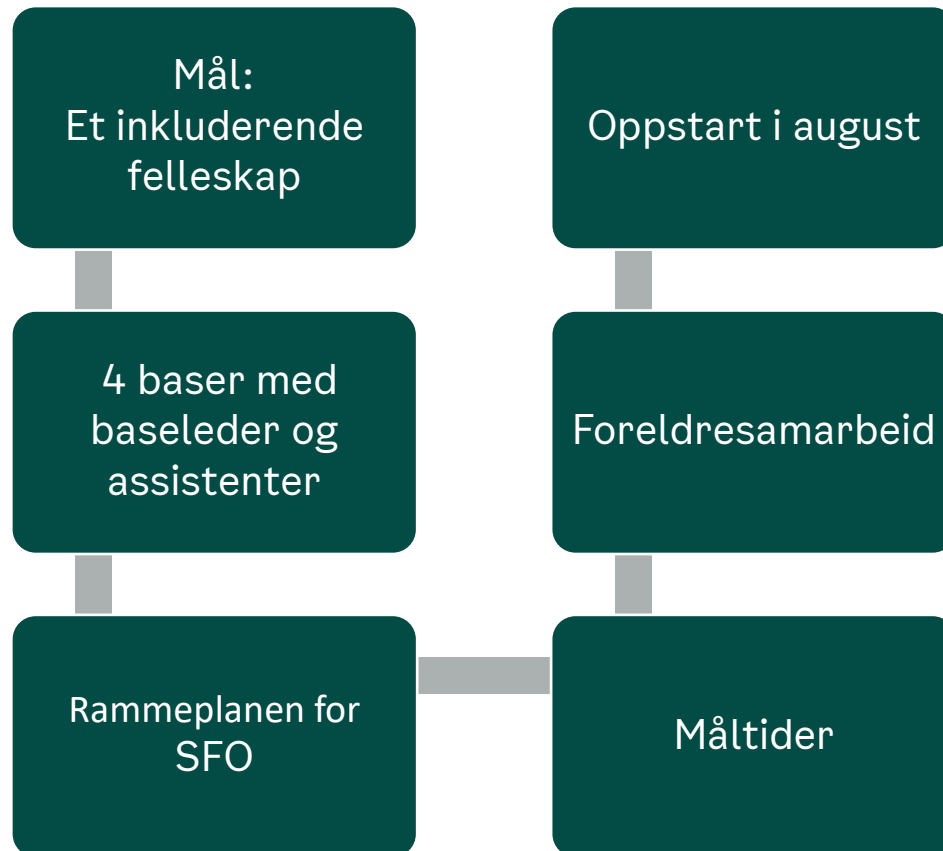 Mål:
Et inkluderende
felleskap
4 baser med
baseleder og
assistenter
Rammeplanen for
SFO
Måltider
Foreldresamarbeid
Oppstart i august